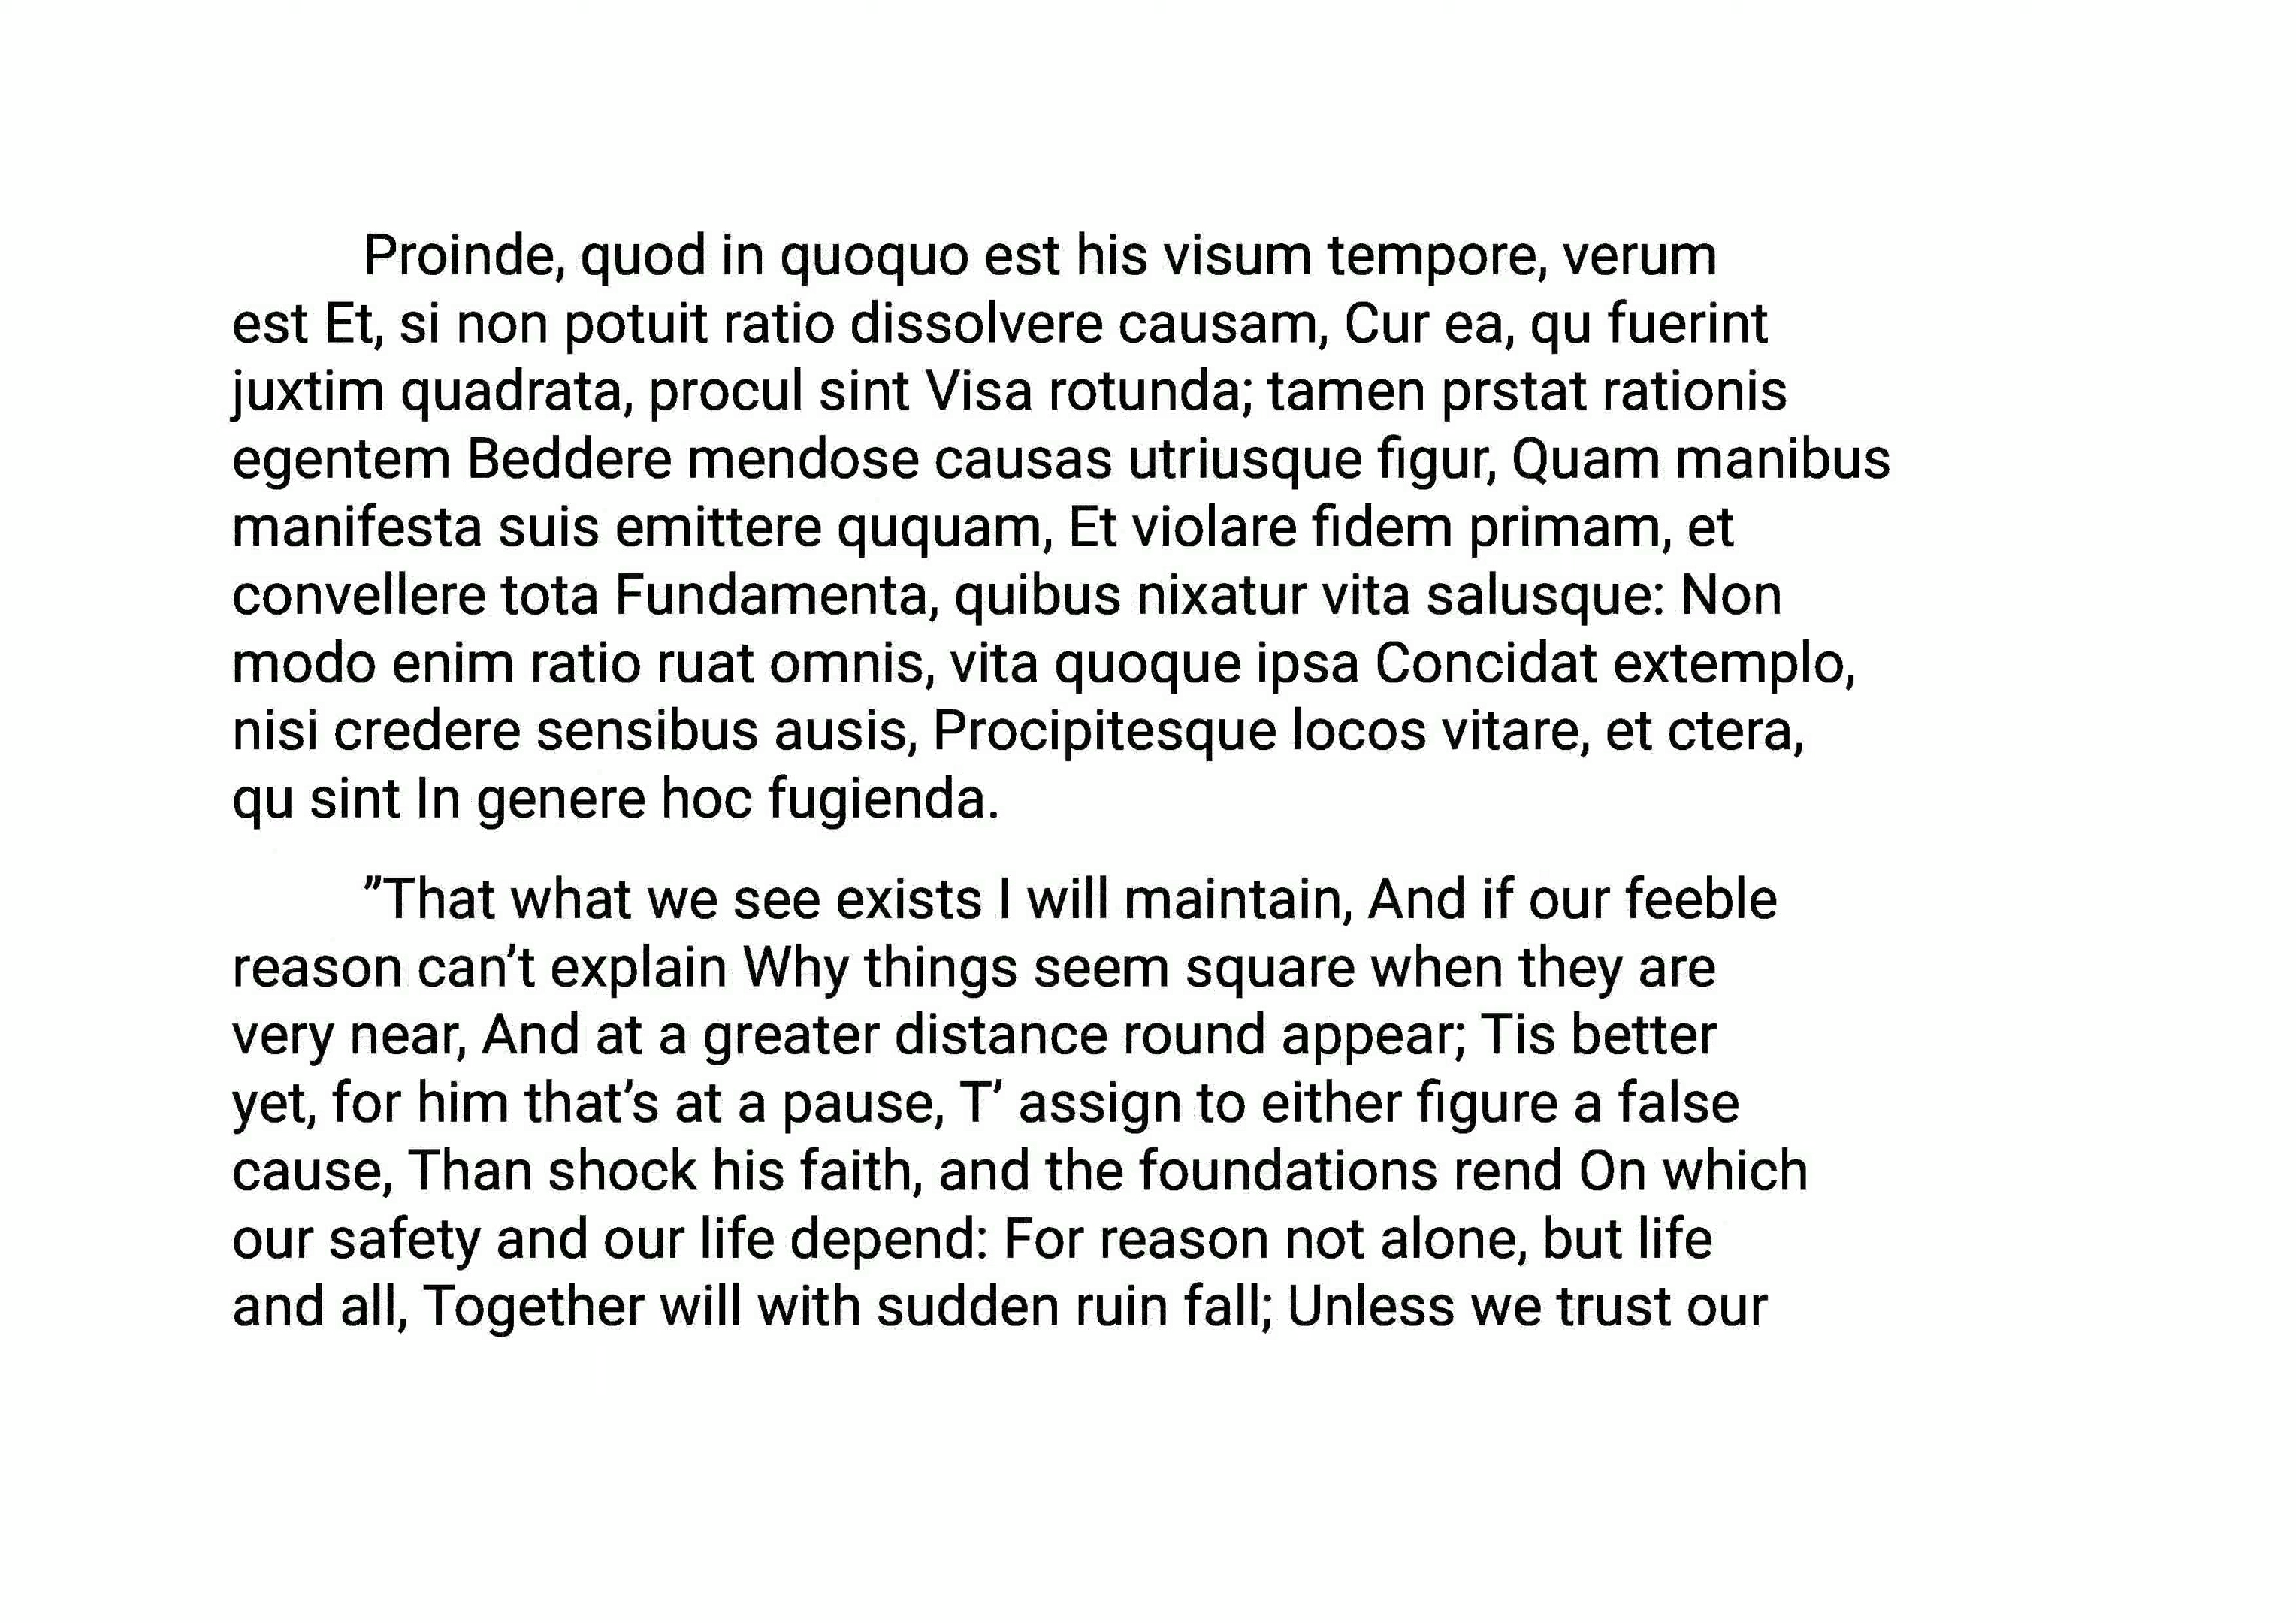 Proinde, quod in quoquo est his visum tempore, verum
est Et, si non potuit ratio dissolvere causam, Cur ea, qu fuerint
juxtim quadrata, procul sint Visa rotunda; tamen prstat rationis
egentem Beddere mendose causas utriusque figur, Quam manibus
manifesta suis emittere ququam, Et violare fidem primam, et
convellere tota Fundamenta, quibus nixatur vita salusque: Non
modo enim ratio ruat omnis, vita quoque ipsa Concidat extemplo,
nisi credere sensibus ausis, Procipitesque locos vitare, et ctera,
qu sint In genere hoc fugienda.
”That what we see exists I will maintain, And if our feeble
reason can’t explain Why things seem square when they are
very near, And at a greater distance round appear; Tis better
yet, for him that’s at a pause, T’ assign to either figure a false
cause, Than shock his faith, and the foundations rend On which
our safety and our life depend: For reason not alone, but life
and all, Together will with sudden ruin fall; Unless we trust our